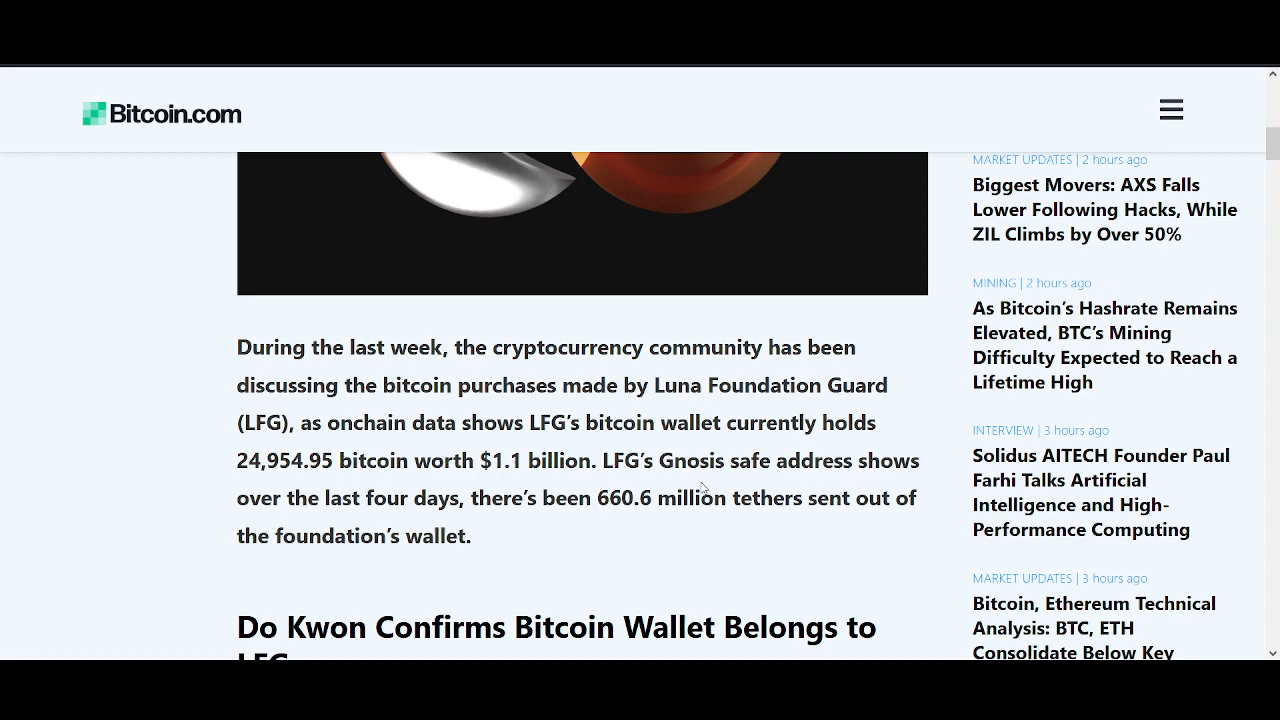 Bitcoin.com
During the last week, the cryptocurrency community has been
discussing the bitcoin purchases made by Luna Foundation Guard
(LFG), as onchain data shows LFG’s bitcoin wallet currently holds
24,954.95 bitcoin worth $1.1 billion. LFG’s Gnosis safe address shows
over the last four days, there’s been 660.6 million tethers sent out of
the foundation’s wallet.
Do Kwon Confirms Bitcoin Wallet Belongs to
LFG
MARKET UPDATES | 2 hours ago
Biggest Movers: AXS Falls
Lower Following Hacks, While
ZIL Climbs by Over 50%
MINING | 2 hours ago
As Bitcoin’s Hashrate Remains
Elevated, BTC’s Mining
Difficulty Expected to Reach a
Lifetime High
INTERVIEW | 3 hours ago
Solidus AITECH Founder Paul
Farhi Talks Artificial
Intelligence and High-
Performance Computing
MARKET UPDATES | 3 hours ago
Bitcoin, Ethereum Technical
Analysis: BTC, ETH
Consolidate Below Key